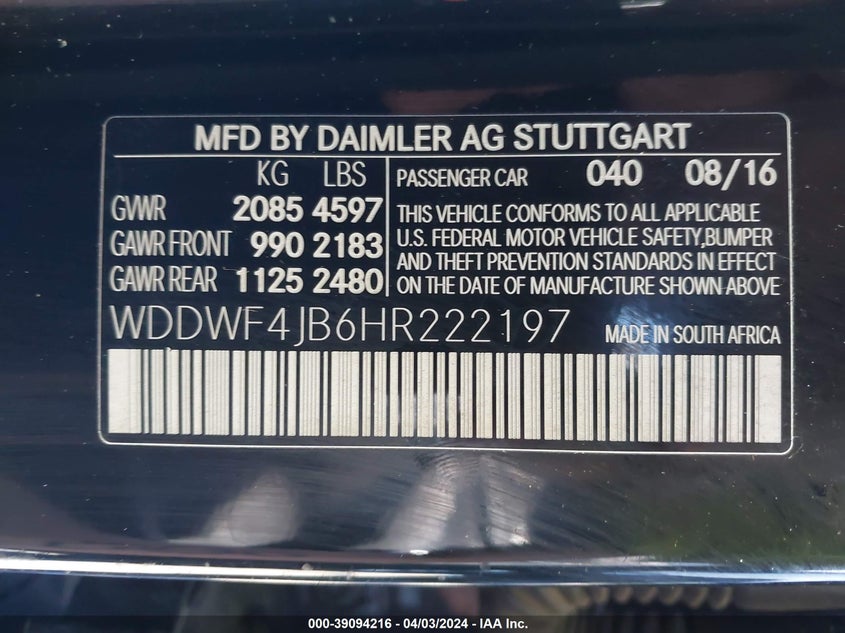 MFD BY DAIMLER AG STUTTGART
KG LBS
GVWR 2085 4597
GAWR FRONT 990 2183
GAWR REAR 1125 2480
PASSENGER CAR 040 08/16
THIS VEHICLE CONFORMS TO ALL APPLICABLE
U.S. FEDERAL MOTOR VEHICLE SAFETY,BUMPER
AND THEFT PREVENTION STANDARDS IN EFFECT
ON THE DATE OF MANUFACTURE SHOWN ABOVE
WDDWF4JB6HR222197 MADE IN SOUTH AFRICA
000-39094216 - 04/03/2024 - IAA Inc.